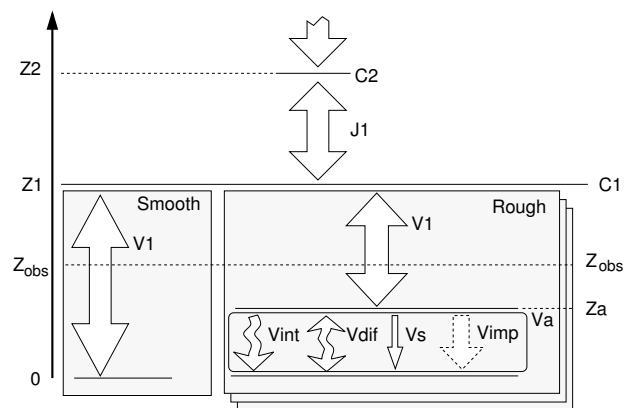 Z2
C2
J1
Z1
C1
Smooth
Rough
V1
V1
Zobs
Zobs
Za
Va
Vint
Vdif
Vs
Vimp
0